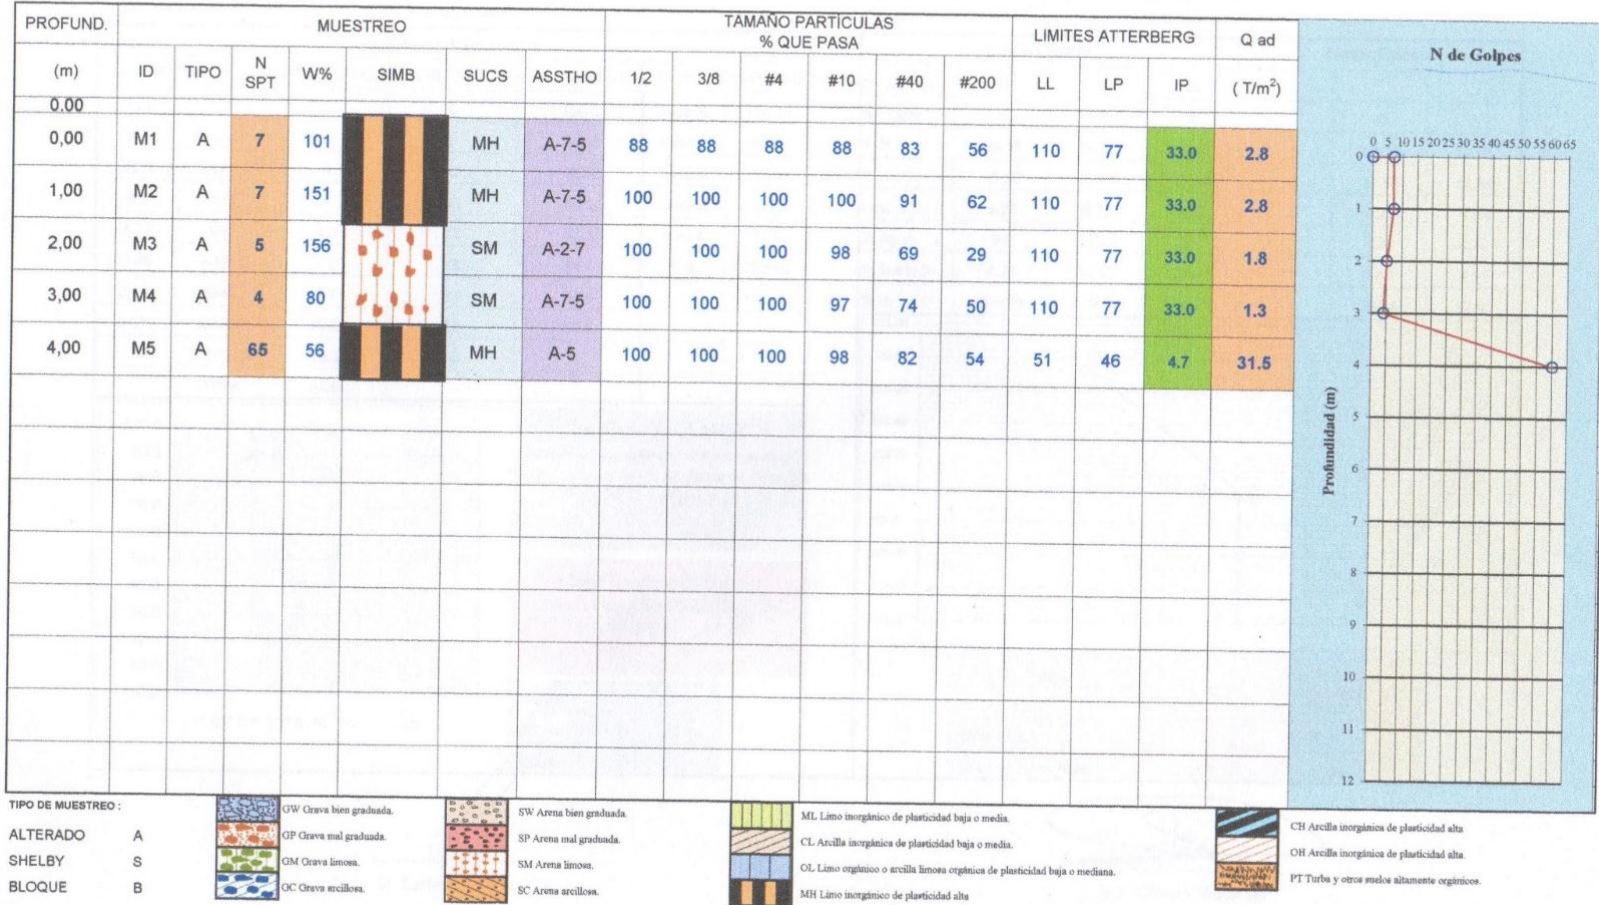 PROFUND. MUESTREO TAMAÑO PARTÍCULAS LIMITES ATTERBERG Q ad
% QUE PASA
(m) ID TIPO N SPT W% SIMB SUCS ASSTHO 1/2 3/8 #4 #10 #40 #200 LL LP IP ( T/m²)
0.00
0,00 M1 A 7 101 MH A-7-5 88 88 88 88 83 56 110 77 33.0 2.8
1,00 M2 A 7 151 MH A-7-5 100 100 100 100 91 62 110 77 33.0 2.8
2,00 M3 A 5 156 SM A-2-7 100 100 100 98 69 29 110 77 33.0 1.8
3,00 M4 A 4 80 SM A-7-5 100 100 100 97 74 50 110 77 33.0 1.3
4,00 M5 A 65 56 MH A-5 100 100 100 98 82 54 51 46 4.7 31.5
N de Golpes
0 5 10 15 20 25 30 35 40 45 50 55 60 65
0
1
2
3
4
5
6
7
8
9
10
11
12
Profundidad (m)
TIPO DE MUESTREO :
ALTERADO A
SHELBY S
BLOQUE B
GW Grava bien graduada.
GP Grava mal graduada.
GM Grava limosa.
GC Grava arcillosa.
SW Arena bien graduada.
SP Arena mal graduada.
SM Arena limosa.
SC Arena arcillosa.
ML Limo inorgánico de plasticidad baja o media.
CL Arcilla inorgánica de plasticidad baja o media.
OL Limo orgánico o arcilla limosa orgánica de plasticidad baja o mediana.
MH Limo inorgánico de plasticidad alta
CH Arcilla inorgánica de plasticidad alta
OH Arcilla inorgánica de plasticidad alta.
PT Turba y otros suelos altamente orgánicos.